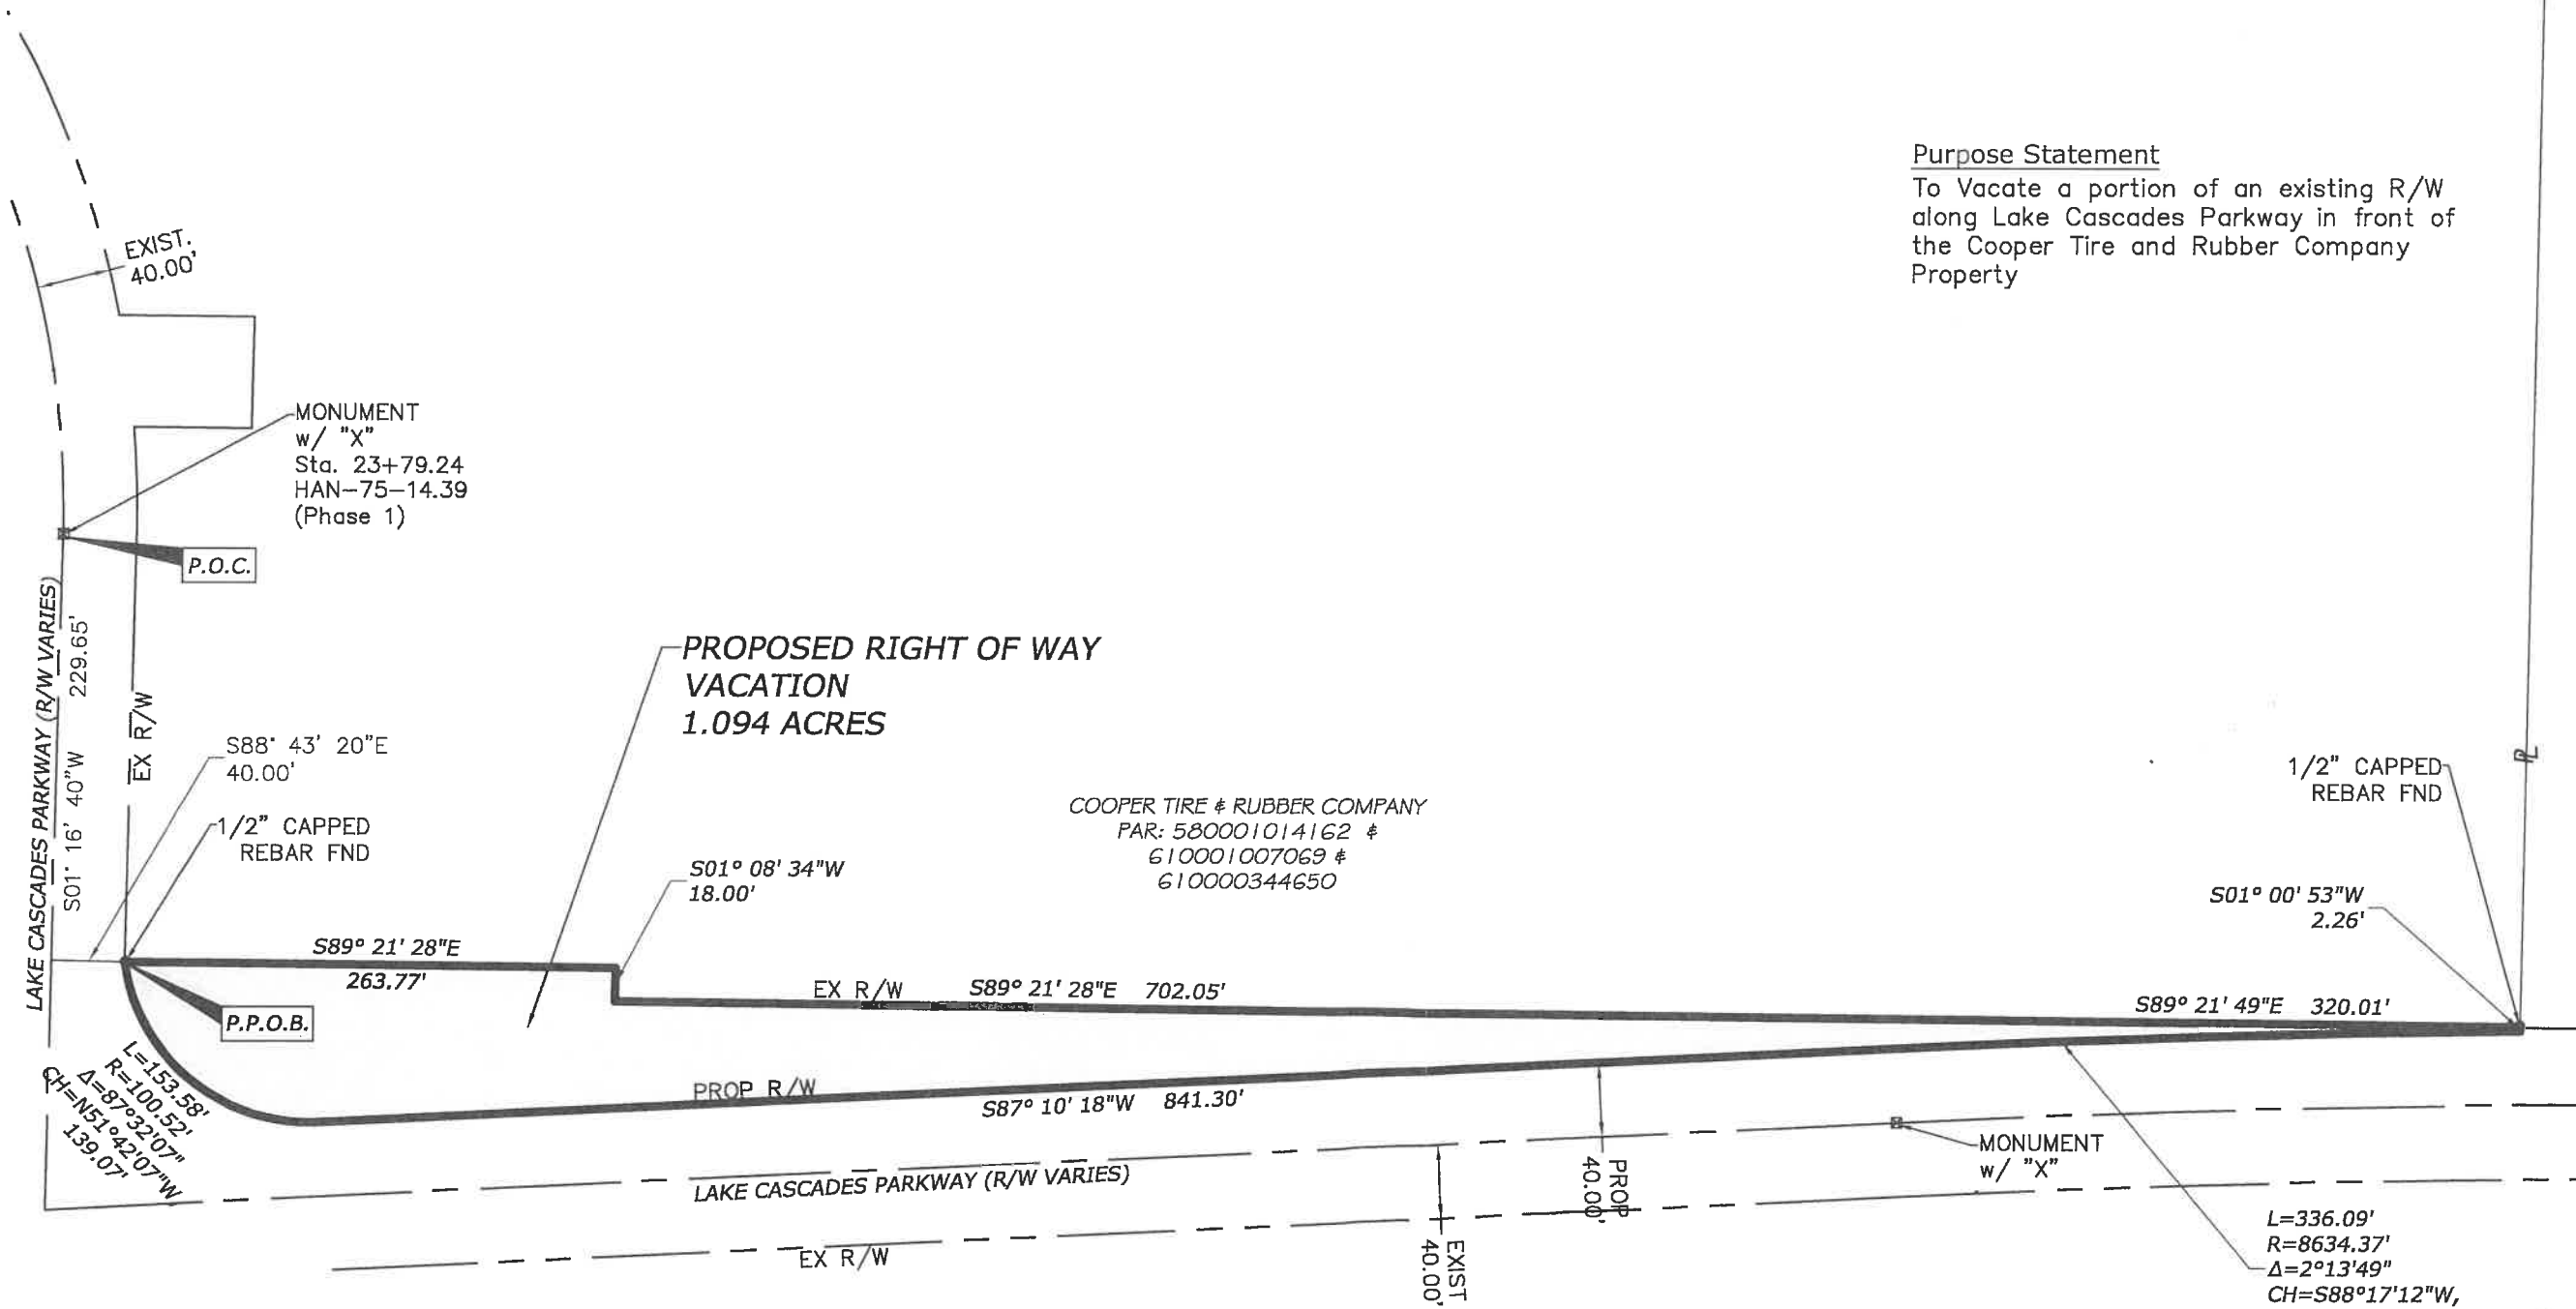 Purpose Statement
To Vacate a portion of an existing R/W
along Lake Cascades Parkway in front of
the Cooper Tire and Rubber Company
Property
EXIST.
40.00'
MONUMENT
w/ "X"
Sta. 23+79.24
HAN-75-14.39
(Phase 1)
P.O.C.
LAKE CASCADES PARKWAY (R/W VARIES)
S01° 16' 40"W 229.65'
EX R/W
PROPOSED RIGHT OF WAY
VACATION
1.094 ACRES
S88° 43' 20"E
40.00'
1/2" CAPPED
REBAR FND
COOPER TIRE & RUBBER COMPANY
PAR: 580001014162 &
610001007069 &
610000344650
S01° 08' 34"W
18.00'
PL
1/2" CAPPED
REBAR FND
S01° 00' 53"W
2.26'
S89° 21' 28"E
263.77'
EX R/W
S89° 21' 28"E 702.05'
S89° 21' 49"E 320.01'
P.P.O.B.
L=153.58'
R=100.52'
Δ=87°32'07"
CH=N51°42'07"W
139.07'
PROP R/W
S87° 10' 18"W 841.30'
MONUMENT
w/ "X"
LAKE CASCADES PARKWAY (R/W VARIES)
PROP
40.00'
EX R/W
EXIST
40.00'
L=336.09'
R=8634.37'
Δ=2°13'49"
CH=S88°17'12"W,